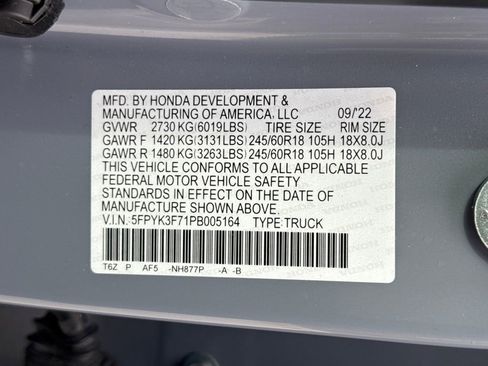 MFD. BY HONDA DEVELOPMENT &
MANUFACTURING OF AMERICA, LLC 09/'22
GVWR 2730 KG(6019LBS) TIRE SIZE RIM SIZE
GAWR F 1420 KG(3131LBS) 245/60R18 105H 18X8.0J
GAWR R 1480 KG(3263LBS) 245/60R18 105H 18X8.0J
THIS VEHICLE CONFORMS TO ALL APPLICABLE
FEDERAL MOTOR VEHICLE SAFETY
STANDARDS IN EFFECT ON THE DATE OF
MANUFACTURE SHOWN ABOVE.
V.I.N.: 5FPYK3F71PB005164 TYPE:TRUCK
T6Z P AF5 -NH877P -A -B